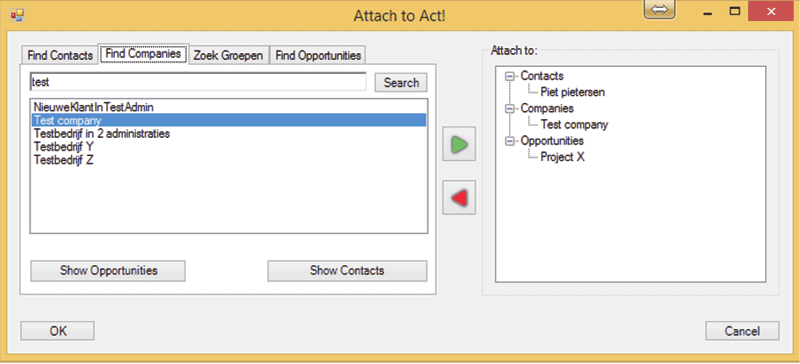 Attach to Act!
Find Contacts
Find Companies
Zoek Groepen
Find Opportunities
test
Search
NieuweKlantInTestAdmin
Test company
Testbedrijf in 2 administraties
Testbedrijf Y
Testbedrijf Z
Show Opportunities
Show Contacts
Attach to:
Contacts
Piet pietersen
Companies
Test company
Opportunities
Project X
OK
Cancel